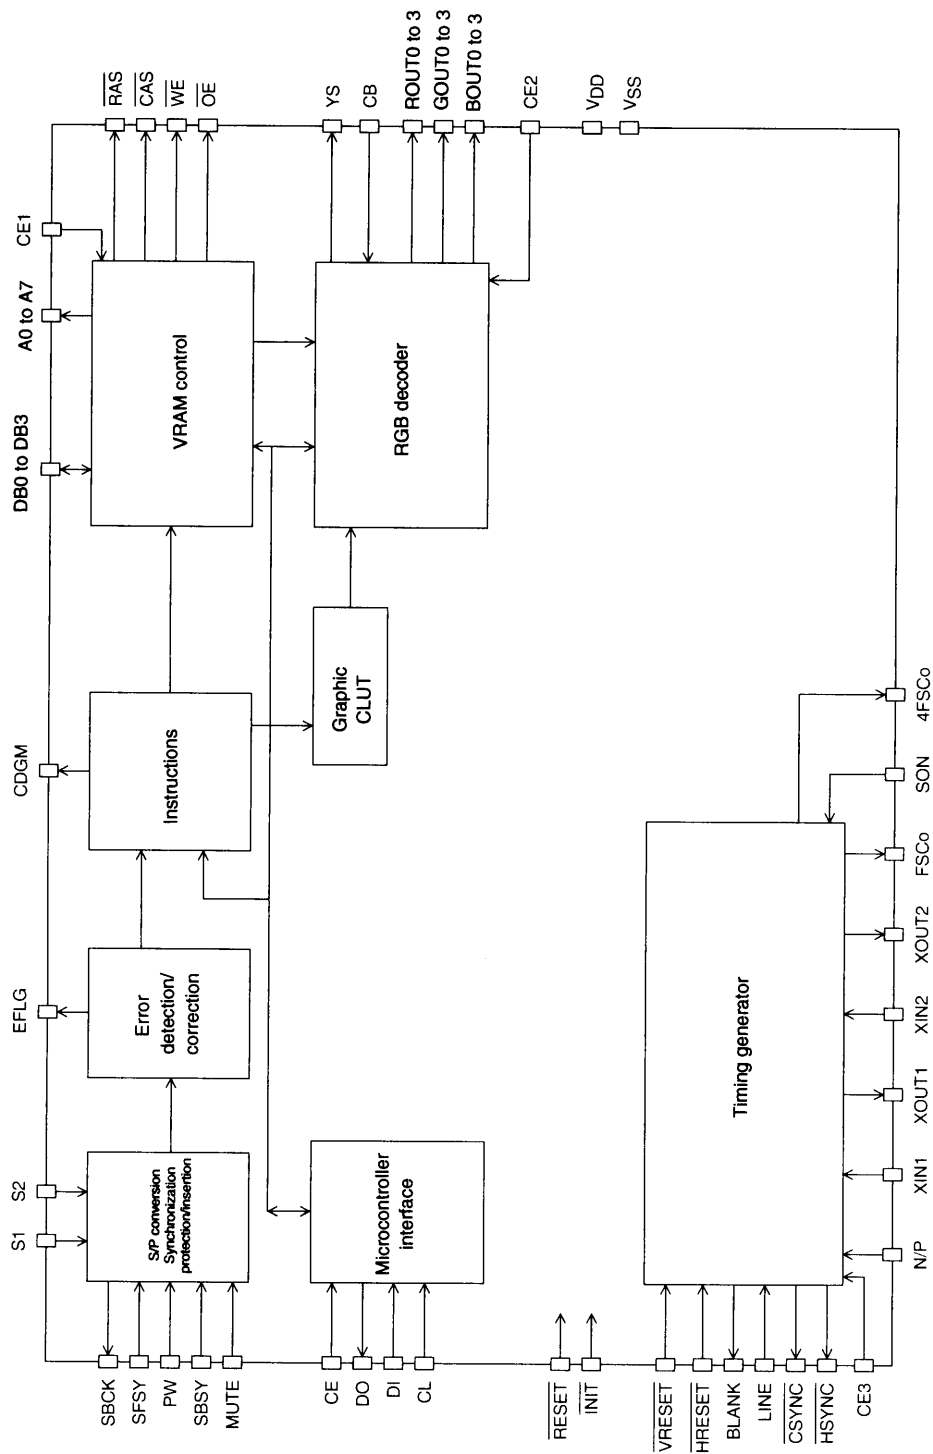 S1
S2
EFLG
CDGM
DB0 to DB3
A0 to A7
CE1
SBCK
SFSY
PW
SBSY
MUTE
S/P conversion
Synchronization
protection/insertion
Error
detection/
correction
Instructions
VRAM control
RAS
CAS
WE
OE
CE
DO
DI
CL
Microcontroller
interface
Graphic
CLUT
RGB decoder
YS
CB
ROUT0 to 3
GOUT0 to 3
BOUT0 to 3
CE2
VDD
VSS
RESET
INIT
VRESET
HRESET
BLANK
LINE
CSYNC
HSYNC
CE3
Timing generator
N/P
XIN1
XOUT1
XIN2
XOUT2
FSCo
SON
4FSCo